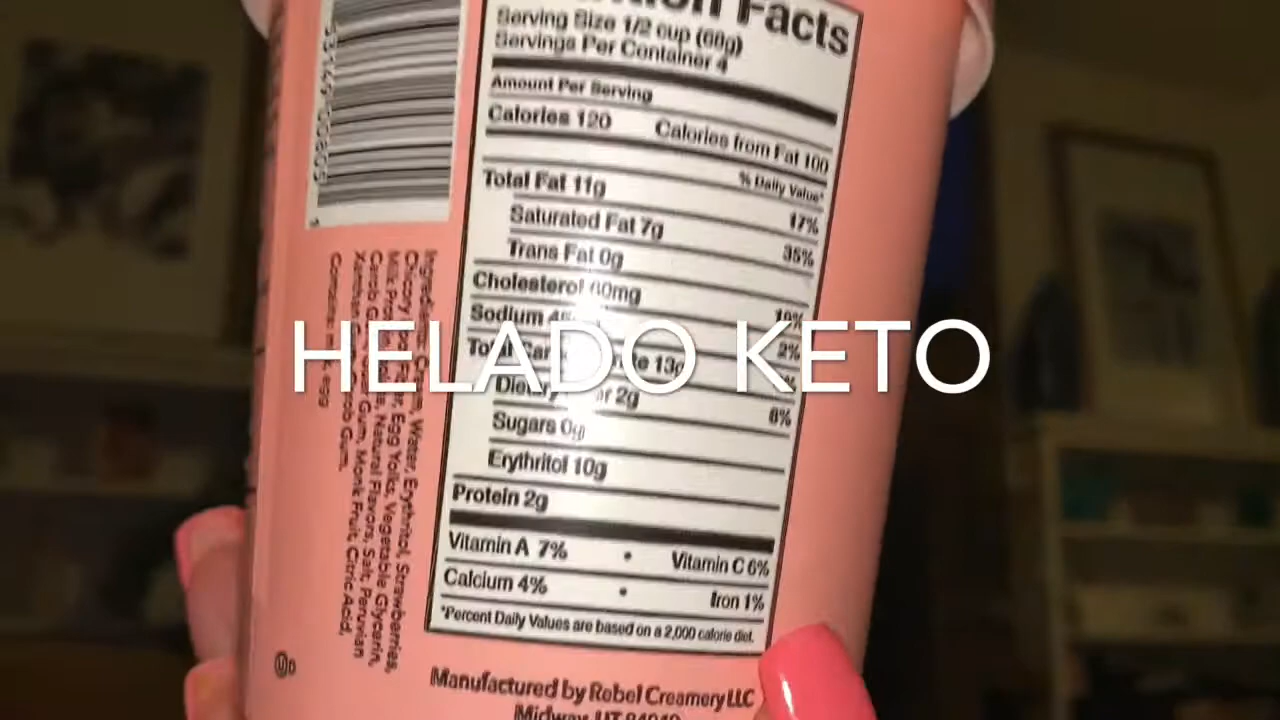 Facts
Serving Size 1/2 cup (68g)
Servings Per Container 4
Amount Per Serving
Calories 120 Calories from Fat 100
% Daily Value*
Total Fat 11g 17%
Saturated Fat 7g 35%
Trans Fat 0g
Cholesterol
Sodium 2%
HELADO KETO
13g
2g 8%
Sugars 0g
Erythritol 10g
Protein 2g
Vitamin A 7% • Vitamin C 6%
Calcium 4% • Iron 1%
*Percent Daily Values are based on a 2,000 calorie diet.
Water, Erythritol, Strawberries,
Egg Yolks, Vegetable Glycerin,
Natural Flavors, Salt, Peruvian
Gum, Monk Fruit, Citric Acid,
Gum.
Manufactured by Rebel Creamery LLC